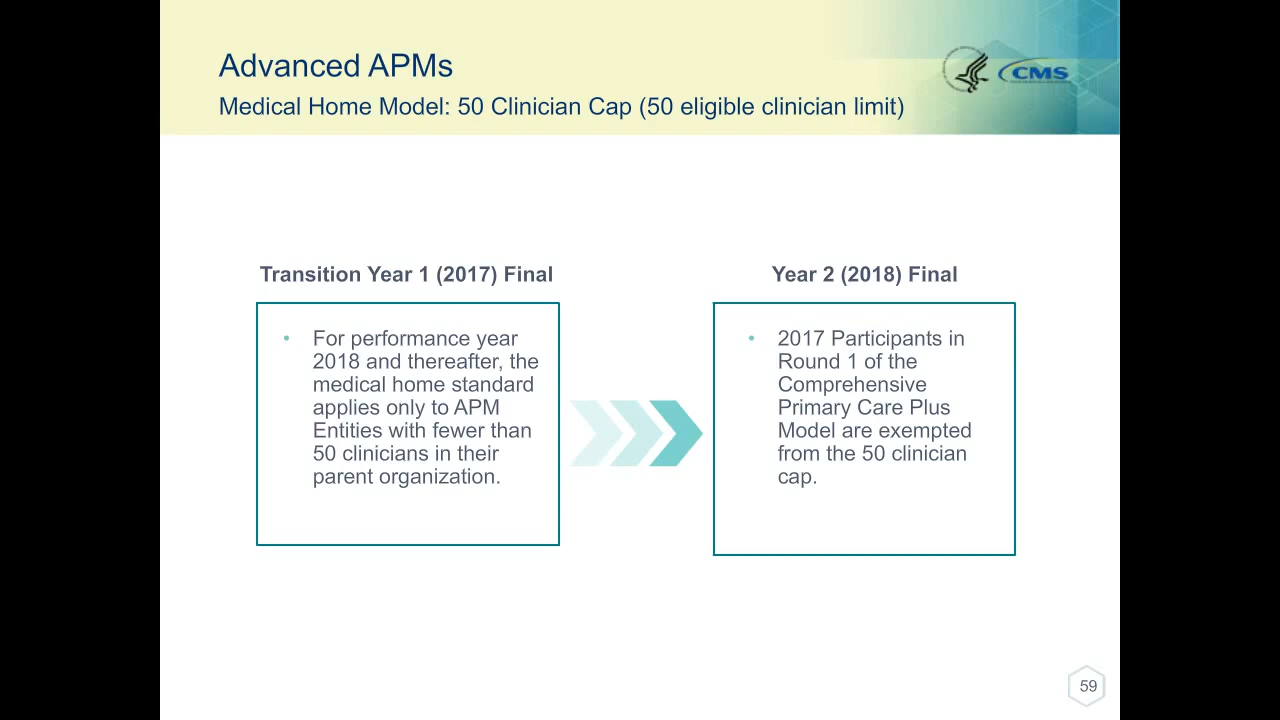 Advanced APMs
Medical Home Model: 50 Clinician Cap (50 eligible clinician limit)
CMS
Transition Year 1 (2017) Final
• For performance year
2018 and thereafter, the
medical home standard
applies only to APM
Entities with fewer than
50 clinicians in their
parent organization.
Year 2 (2018) Final
• 2017 Participants in
Round 1 of the
Comprehensive
Primary Care Plus
Model are exempted
from the 50 clinician
cap.
59